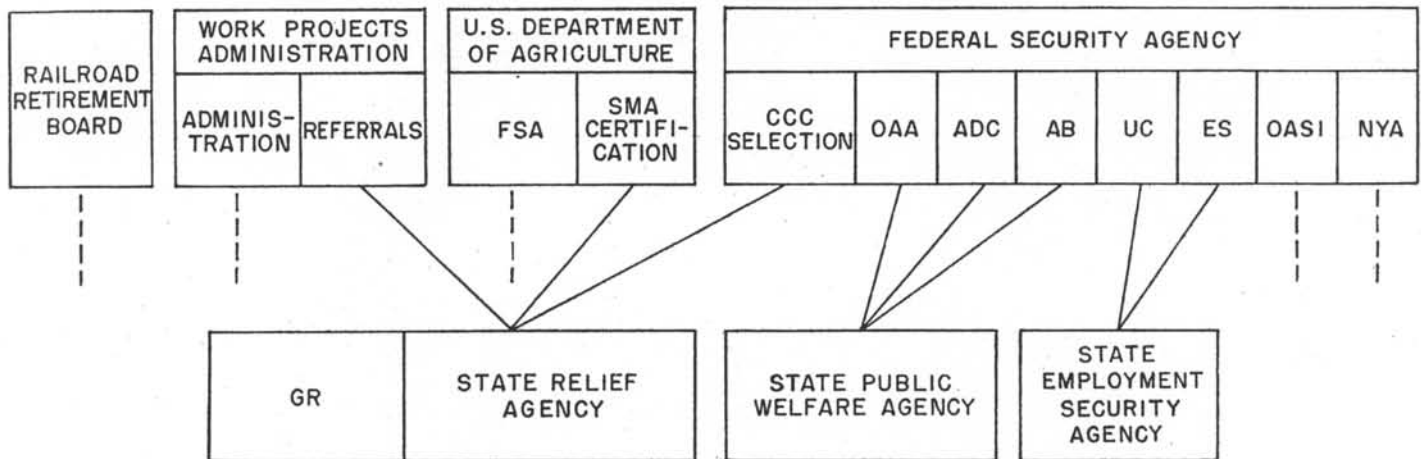 RAILROAD
RETIREMENT
BOARD
WORK PROJECTS
ADMINISTRATION
ADMINIS-
TRATION
REFERRALS
U.S. DEPARTMENT
OF AGRICULTURE
FSA
SMA
CERTIFI-
CATION
FEDERAL SECURITY AGENCY
CCC
SELECTION
OAA
ADC
AB
UC
ES
OASI
NYA
GR
STATE RELIEF
AGENCY
STATE PUBLIC
WELFARE AGENCY
STATE
EMPLOYMENT
SECURITY
AGENCY